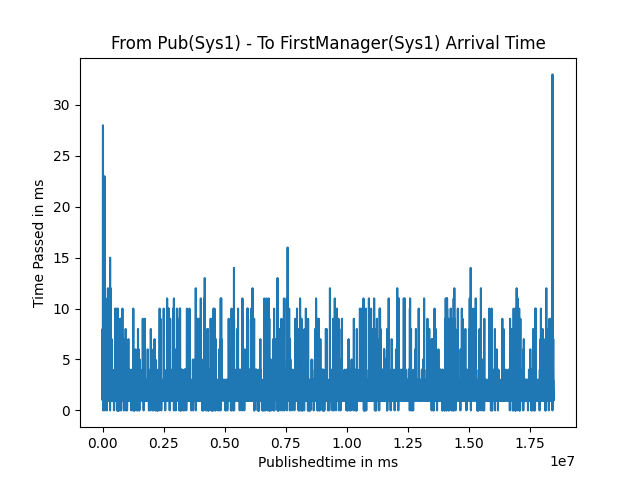 From Pub(Sys1) - To FirstManager(Sys1) Arrival Time
Time Passed in ms
30
25
20
15
10
5
0
0.00 0.25 0.50 0.75 1.00 1.25 1.50 1.75
1e7
Publishedtime in ms